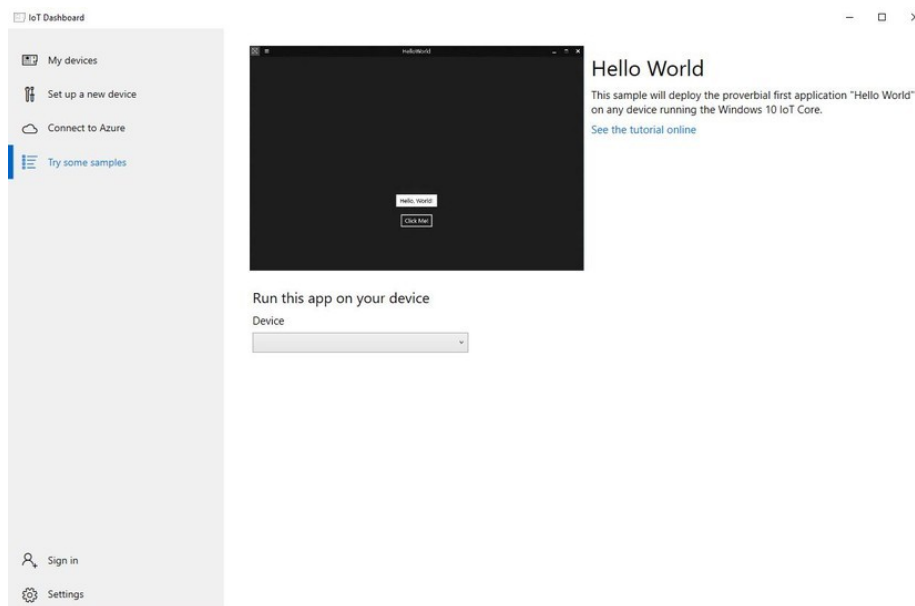 IoT Dashboard
My devices
Set up a new device
Connect to Azure
Try some samples
Sign in
Settings
HelloWorld
Hello, World!
Click Me!
Hello World
This sample will deploy the proverbial first application "Hello World"
on any device running the Windows 10 IoT Core.
See the tutorial online
Run this app on your device
Device